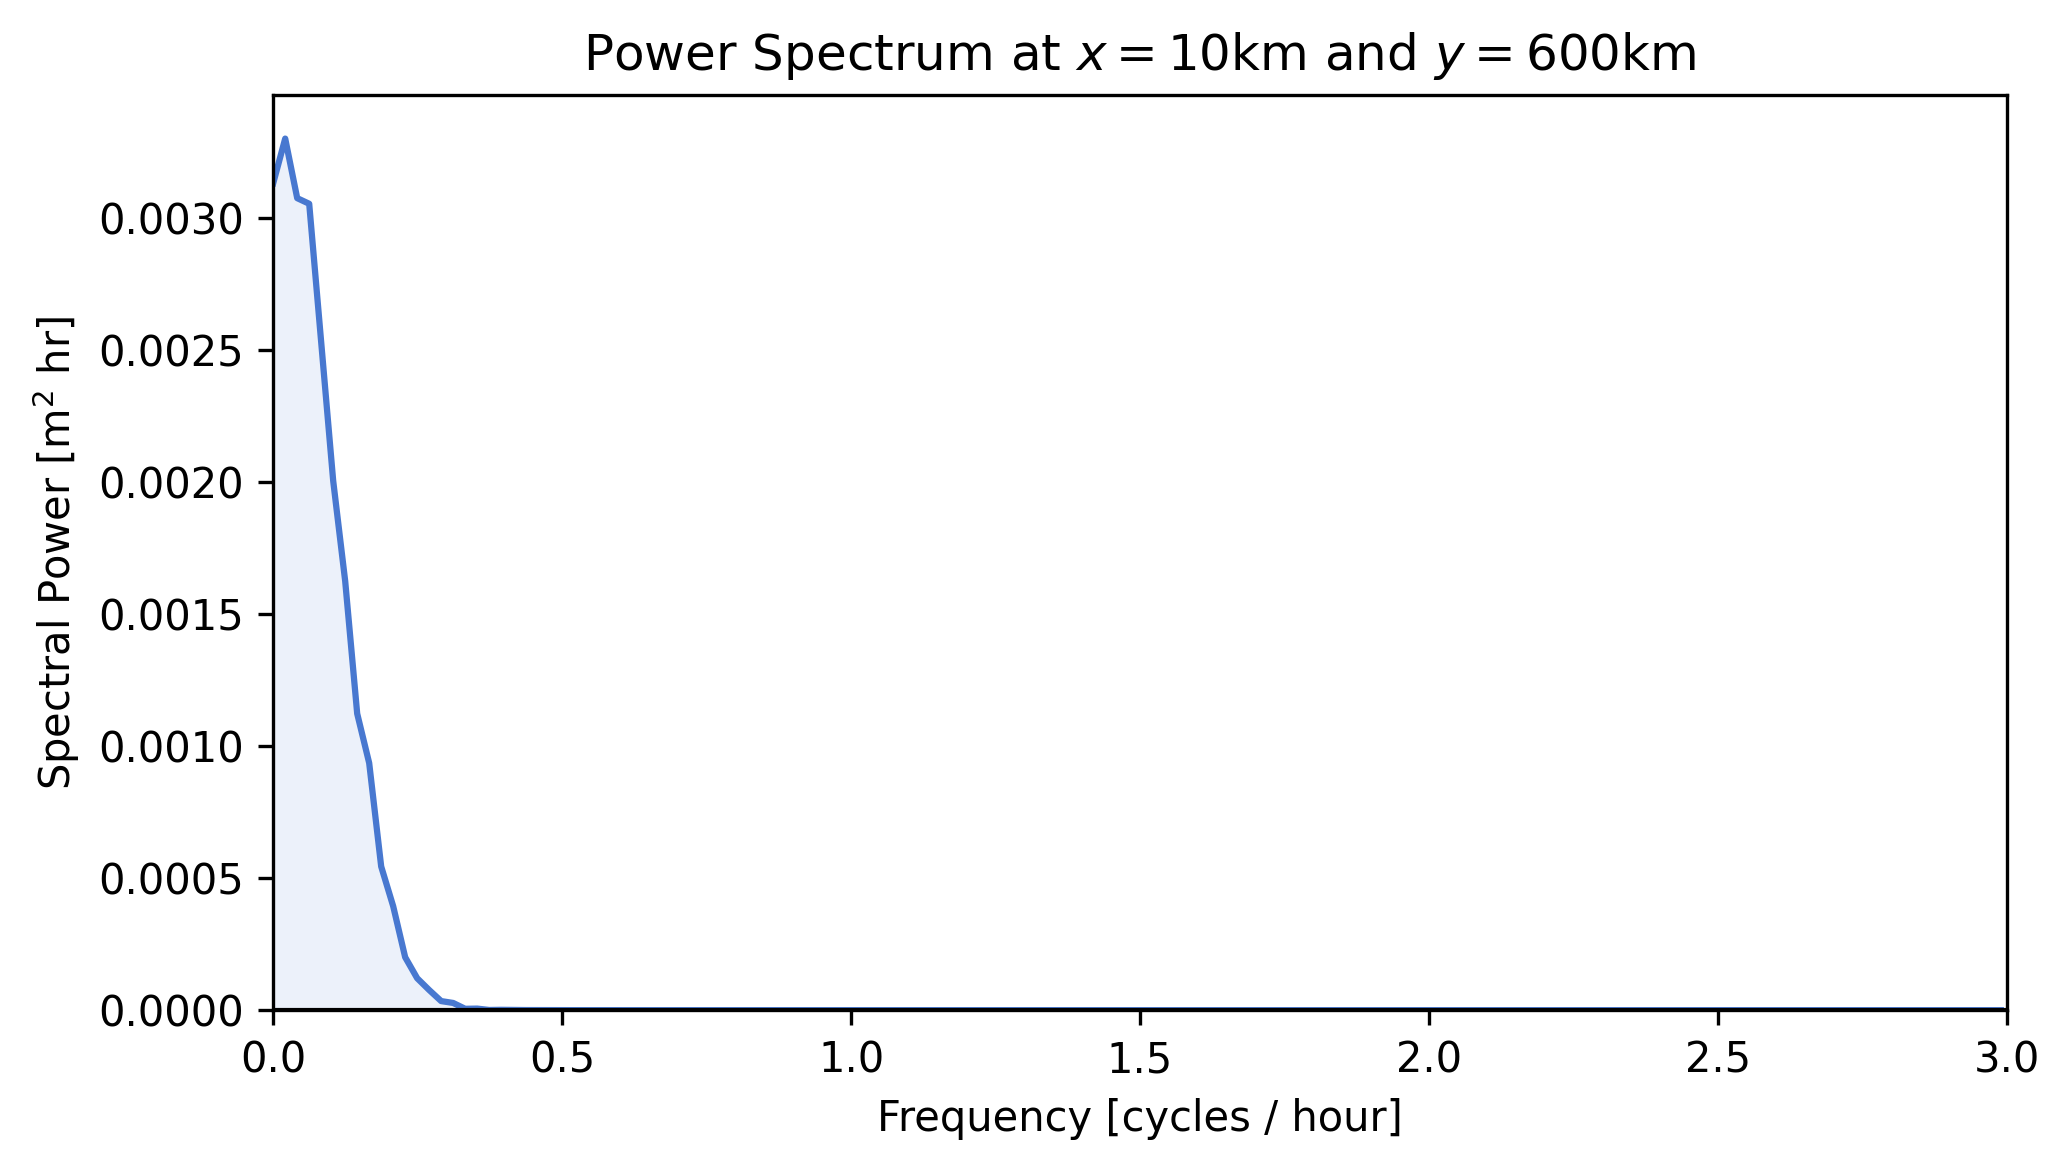 Power Spectrum at x = 10km and y = 600km
Spectral Power [m² hr]
0.0030
0.0025
0.0020
0.0015
0.0010
0.0005
0.0000
0.0 0.5 1.0 1.5 2.0 2.5 3.0
Frequency [cycles / hour]